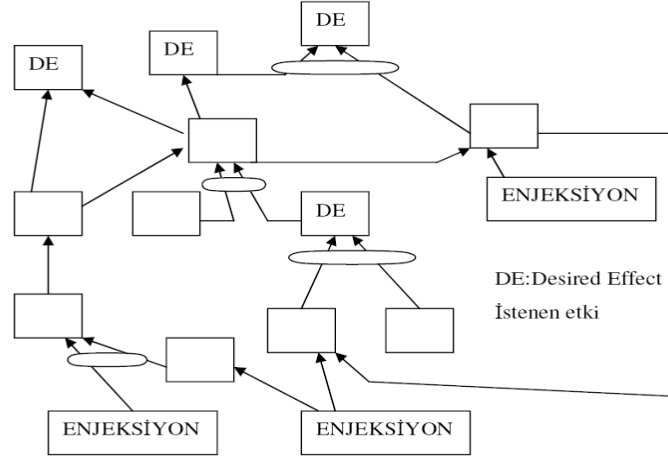 DE
DE
DE
ENJEKSİYON
DE
DE:Desired Effect
İstenen etki
ENJEKSİYON
ENJEKSİYON